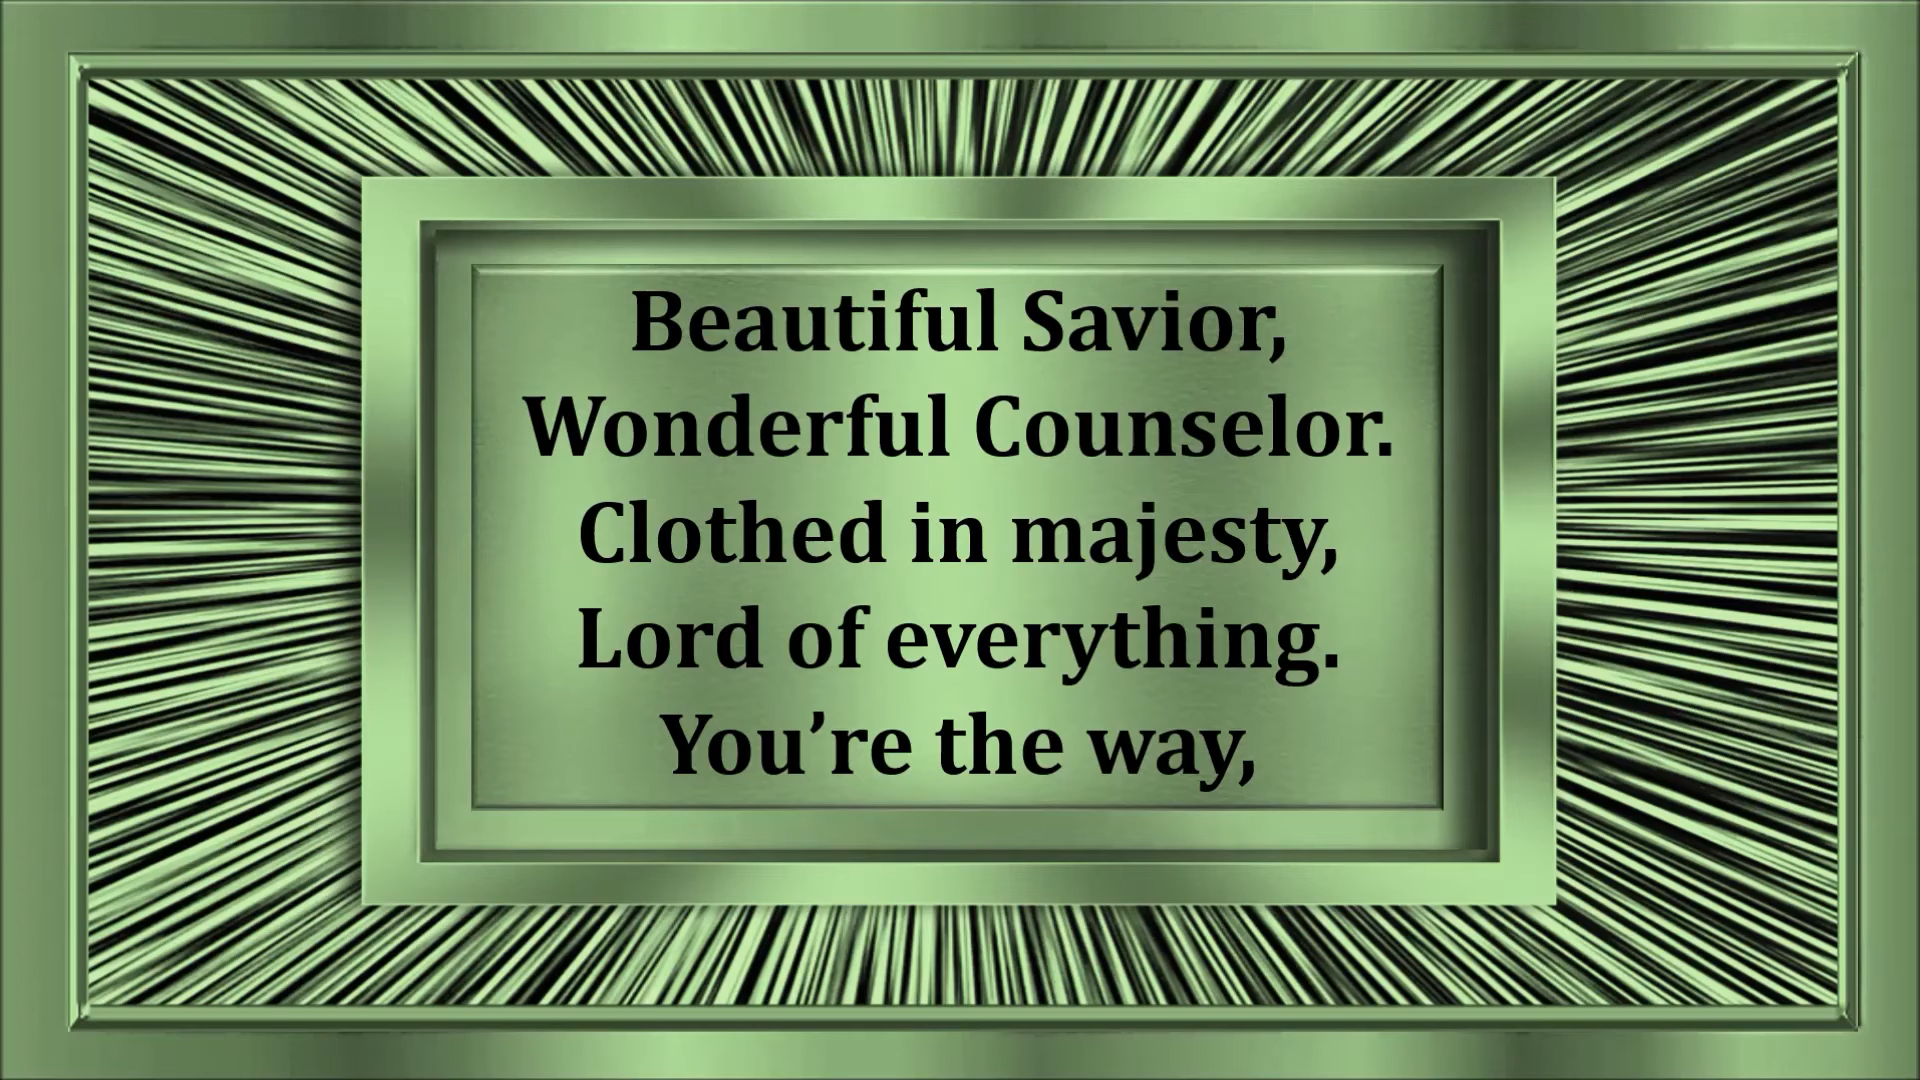 Beautiful Savior,
Wonderful Counselor.
Clothed in majesty,
Lord of everything.
You’re the way,